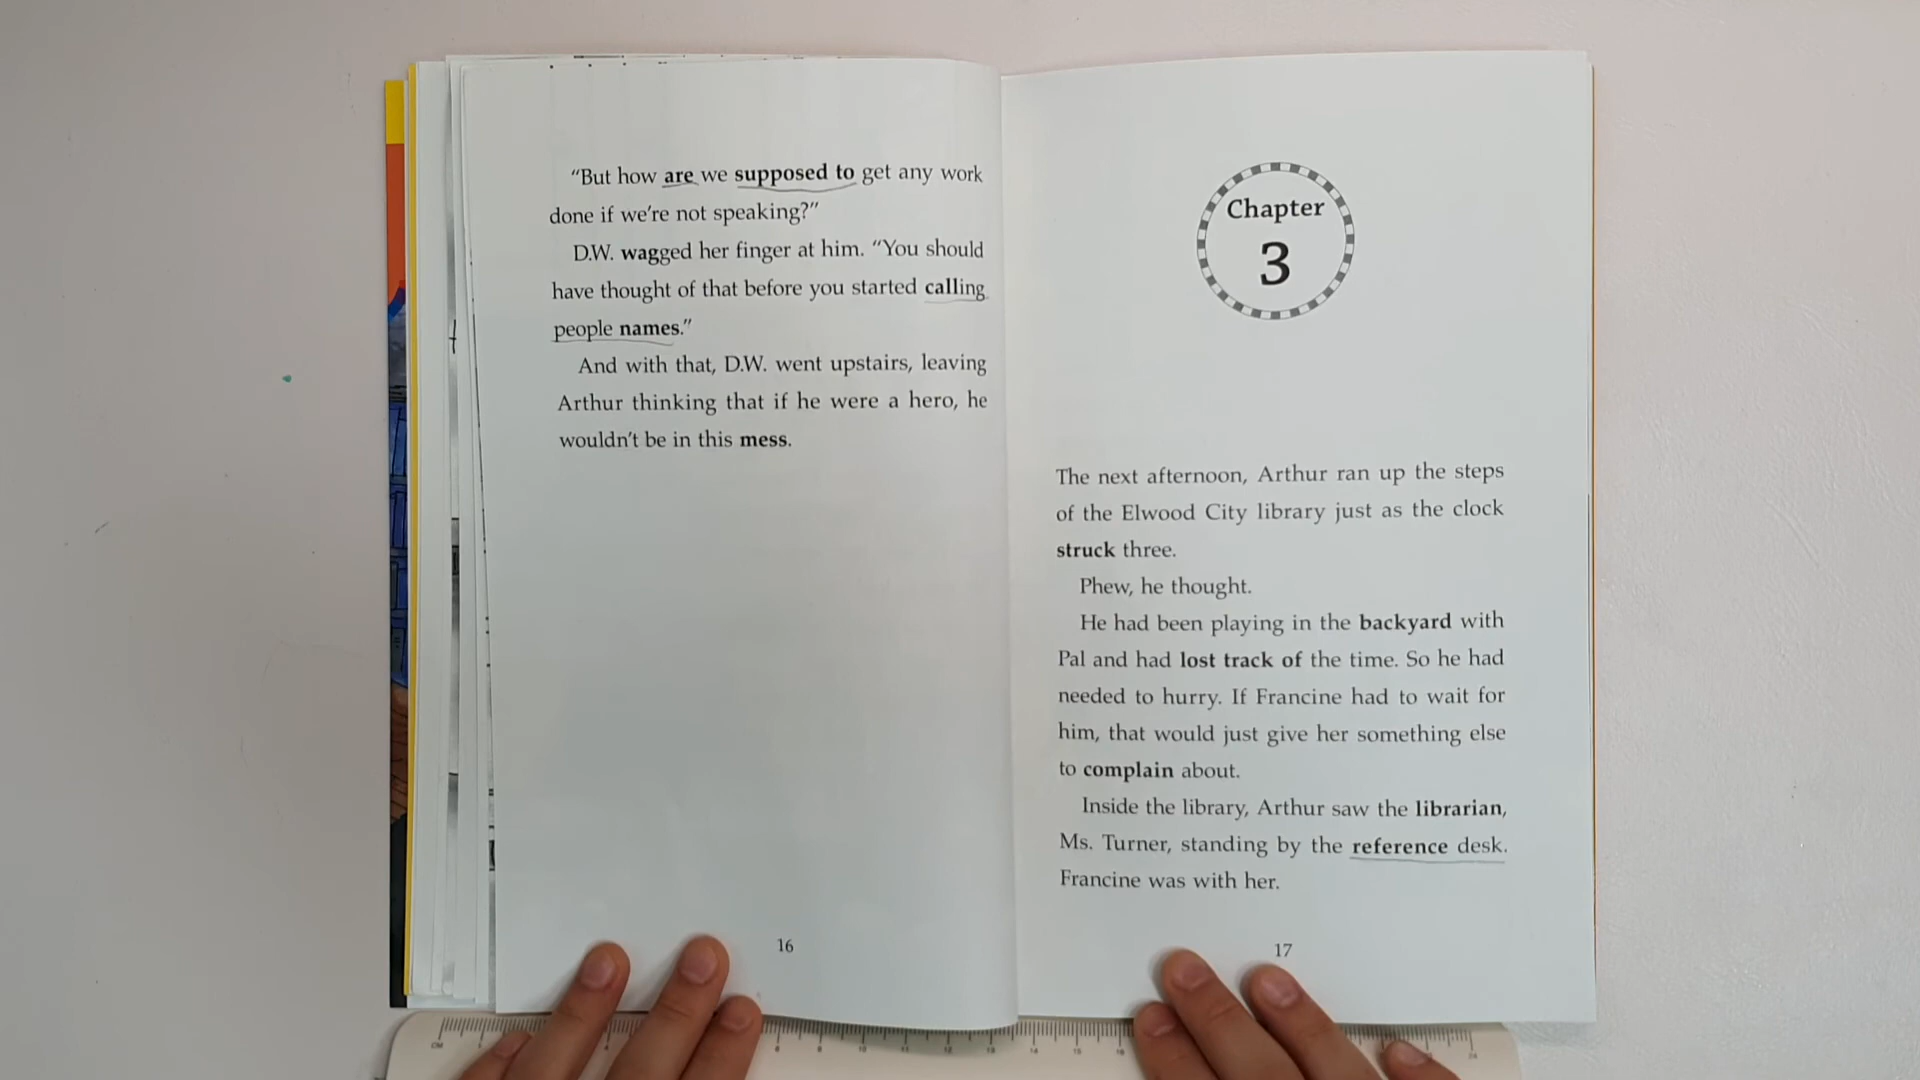 “But how are we supposed to get any work
done if we’re not speaking?”
D.W. wagged her finger at him. “You should
have thought of that before you started calling
people names.”
And with that, D.W. went upstairs, leaving
Arthur thinking that if he were a hero, he
wouldn’t be in this mess.
16
Chapter
3
The next afternoon, Arthur ran up the steps
of the Elwood City library just as the clock
struck three.
Phew, he thought.
He had been playing in the backyard with
Pal and had lost track of the time. So he had
needed to hurry. If Francine had to wait for
him, that would just give her something else
to complain about.
Inside the library, Arthur saw the librarian,
Ms. Turner, standing by the reference desk.
Francine was with her.
17